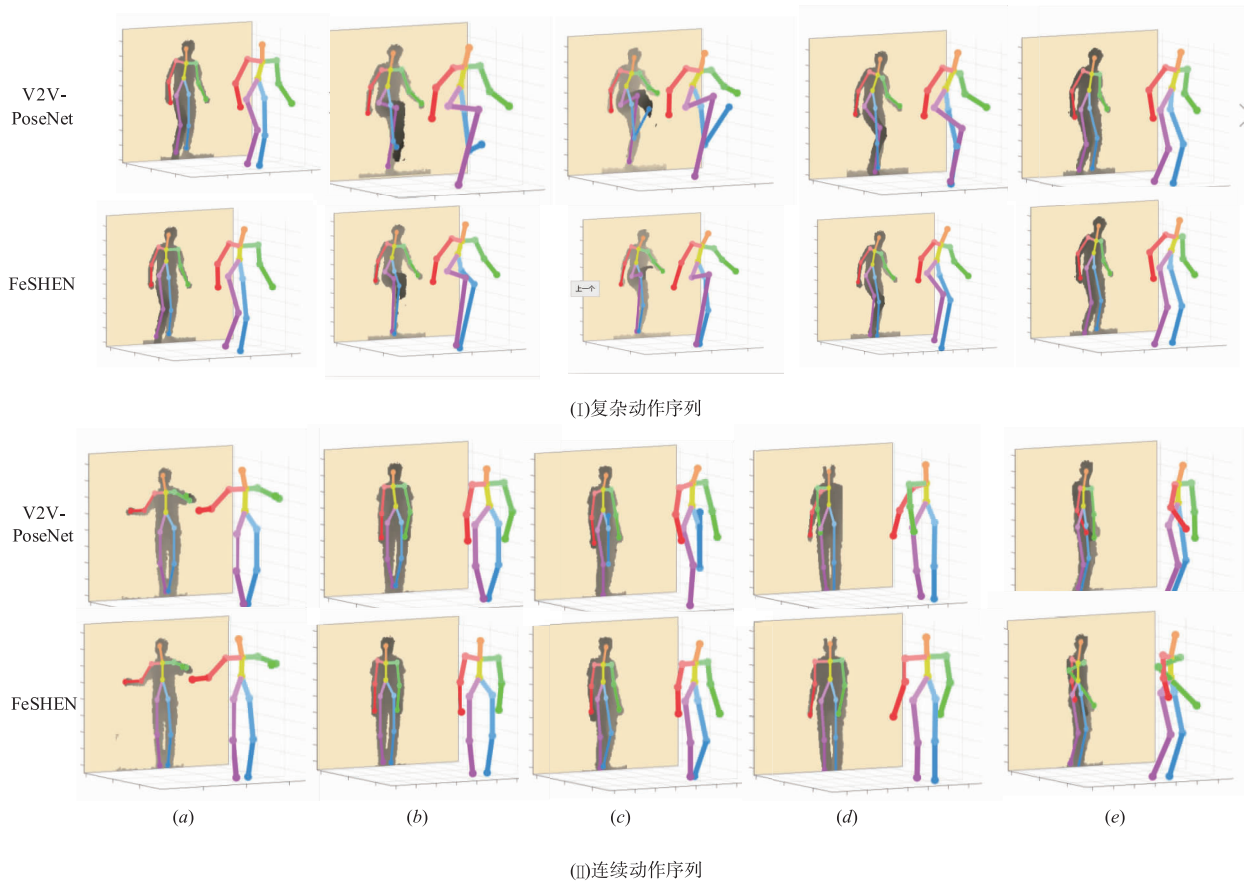 V2V-
PoseNet
FeSHEN
上一个
(Ⅰ)复杂动作序列
V2V-
PoseNet
FeSHEN
(a) (b) (c) (d) (e)
(Ⅱ)连续动作序列